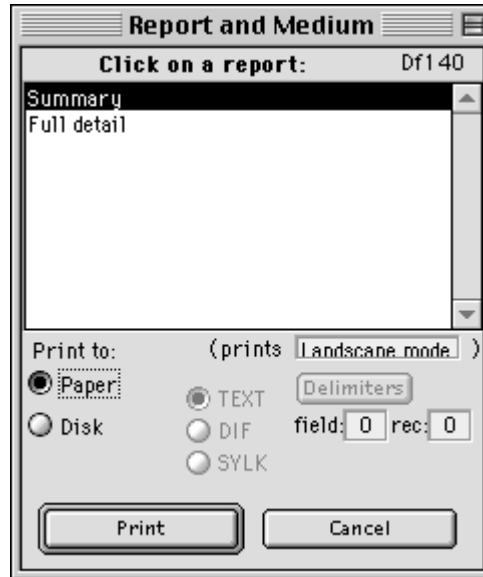 Report and Medium
Click on a report: Df140
Summary
Full detail
Print to: (prints Landscape mode )
Paper
TEXT
Delimiters
Disk
DIF
field: 0 rec: 0
SYLK
Print Cancel